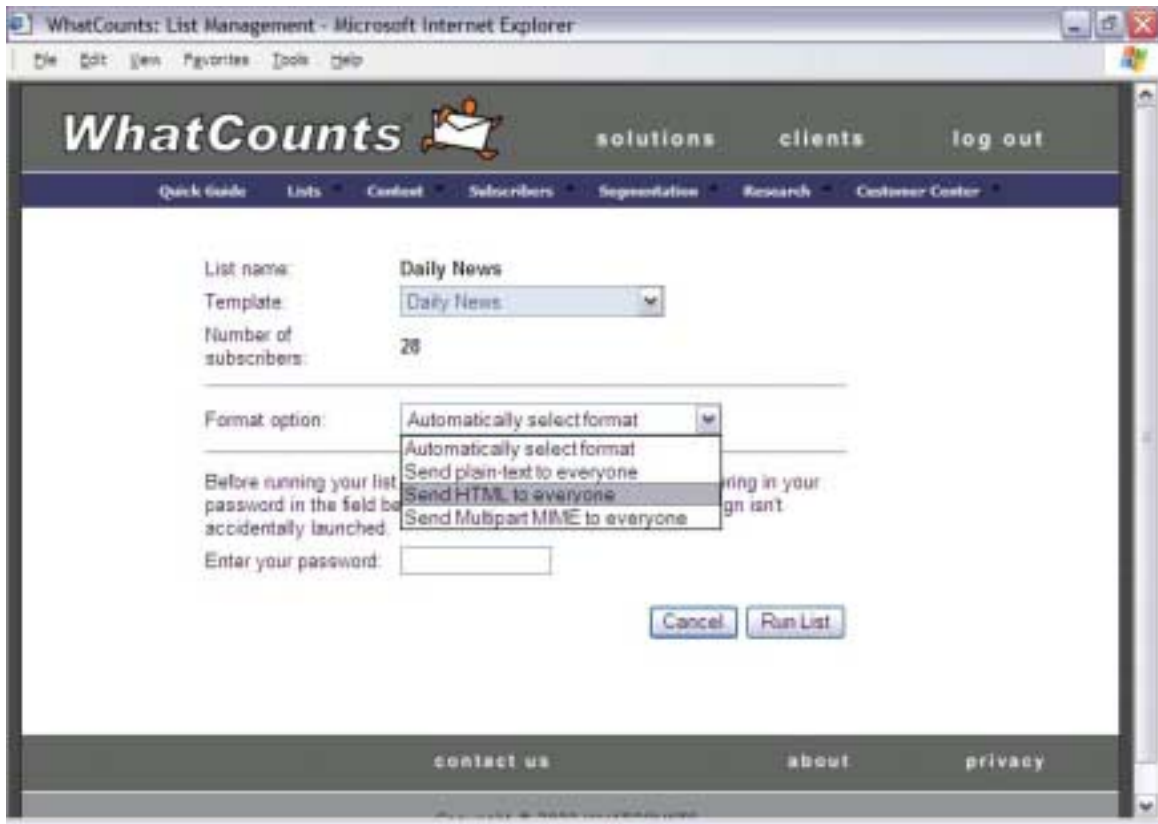 WhatCounts: List Management - Microsoft Internet Explorer
File Edit View Favorites Tools Help
WhatCounts
solutions clients log out
Quick Guide Lists Content Subscribers Segmentation Research Customer Center
List name: Daily News
Template: Daily News
Number of subscribers: 28
Format option: Automatically select format
Automatically select format
Send plain-text to everyone
Send HTML to everyone
Send Multipart MIME to everyone
Before running your list
ring in your
password in the field be
gn isn't
accidentally launched.
Enter your password:
Cancel Run List
contact us about privacy